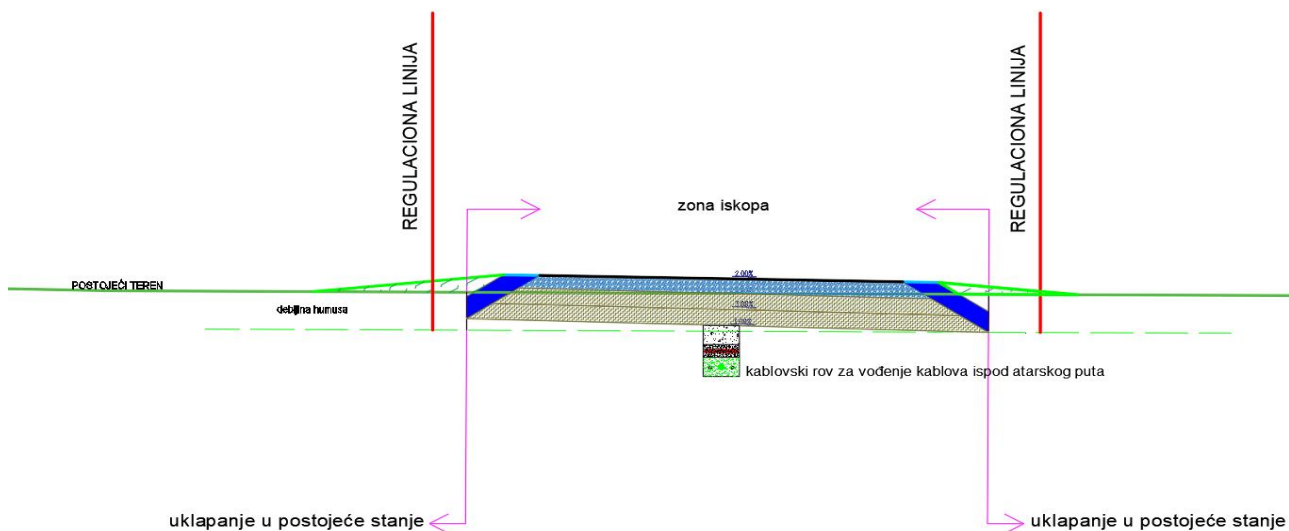 REGULACIONA LINIJA
REGULACIONA LINIJA
zona iskopa
2.00%
POSTOJEĆI TEREN
debljina humusa
kablovski rov za vođenje kablova ispod atarskog puta
uklapanje u postojeće stanje
uklapanje u postojeće stanje